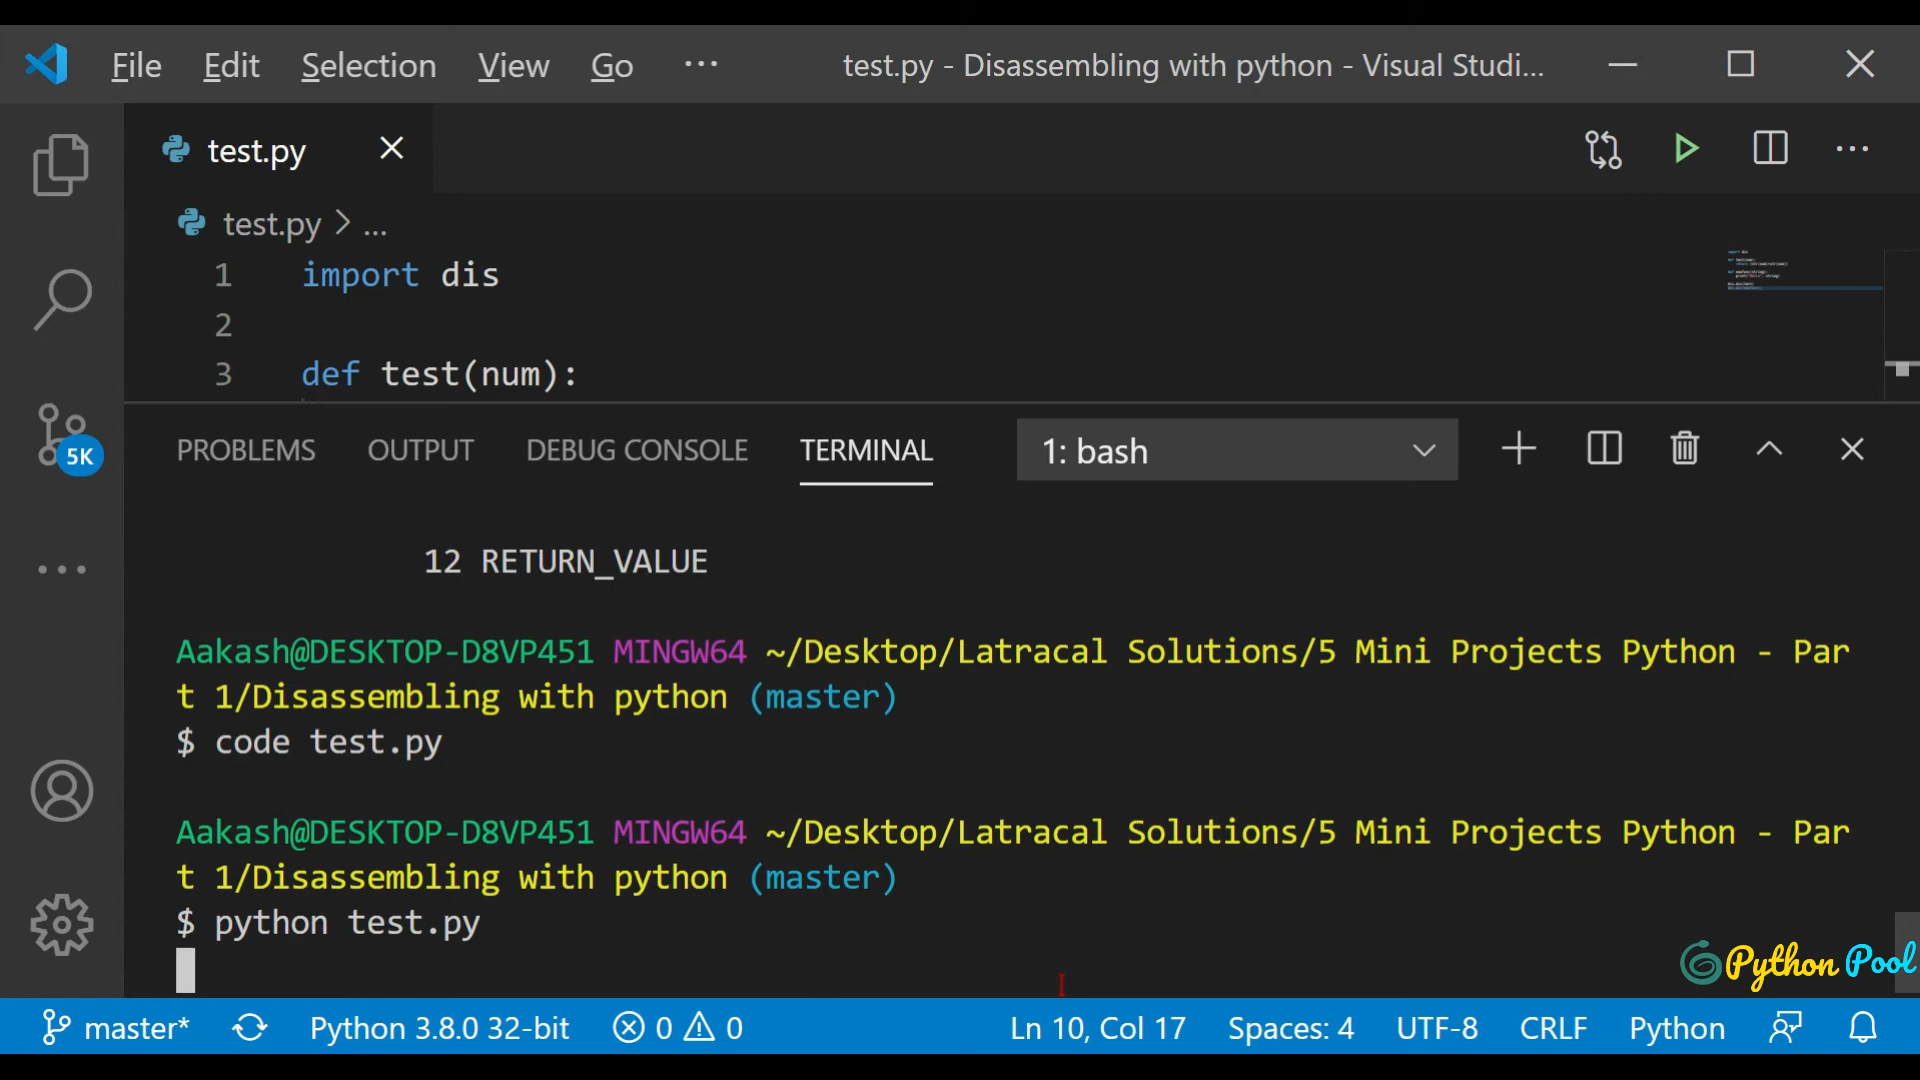 File Edit Selection View Go ··· test.py - Disassembling with python - Visual Studi...
test.py
test.py > ...
1 import dis
2
3 def test(num):
5K
PROBLEMS OUTPUT DEBUG CONSOLE TERMINAL 1: bash
12 RETURN_VALUE
Aakash@DESKTOP-D8VP451 MINGW64 ~/Desktop/Latracal Solutions/5 Mini Projects Python - Par
t 1/Disassembling with python (master)
$ code test.py
Aakash@DESKTOP-D8VP451 MINGW64 ~/Desktop/Latracal Solutions/5 Mini Projects Python - Par
t 1/Disassembling with python (master)
$ python test.py
Python Pool
master* Python 3.8.0 32-bit 0 0 Ln 10, Col 17 Spaces: 4 UTF-8 CRLF Python